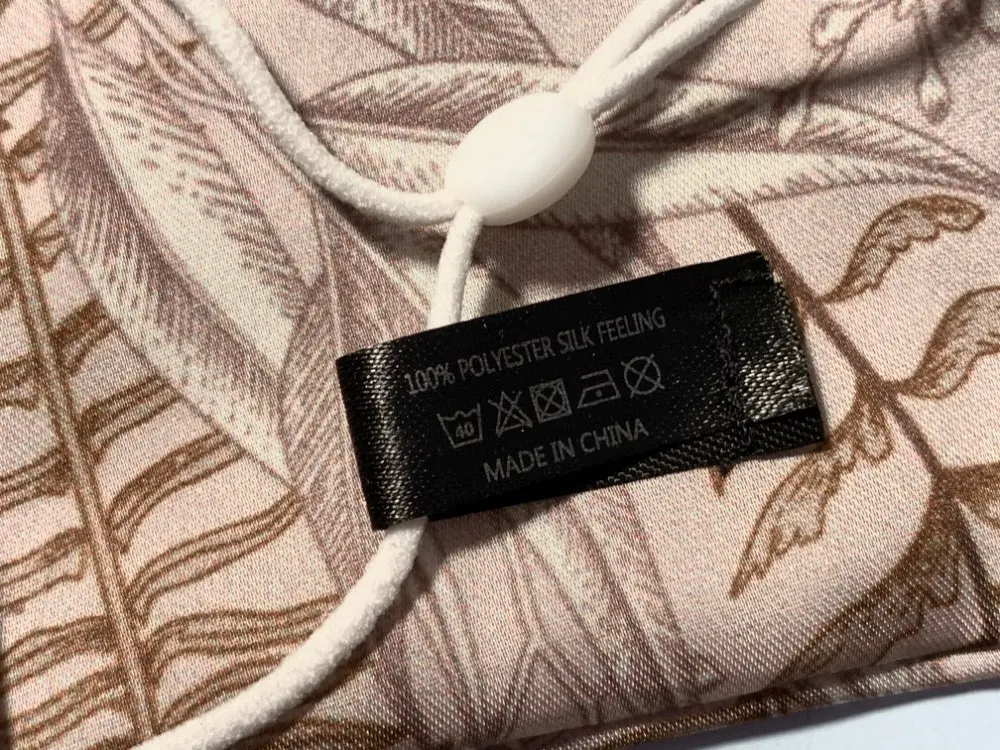 100% POLYESTER SILK FEELING
40
MADE IN CHINA